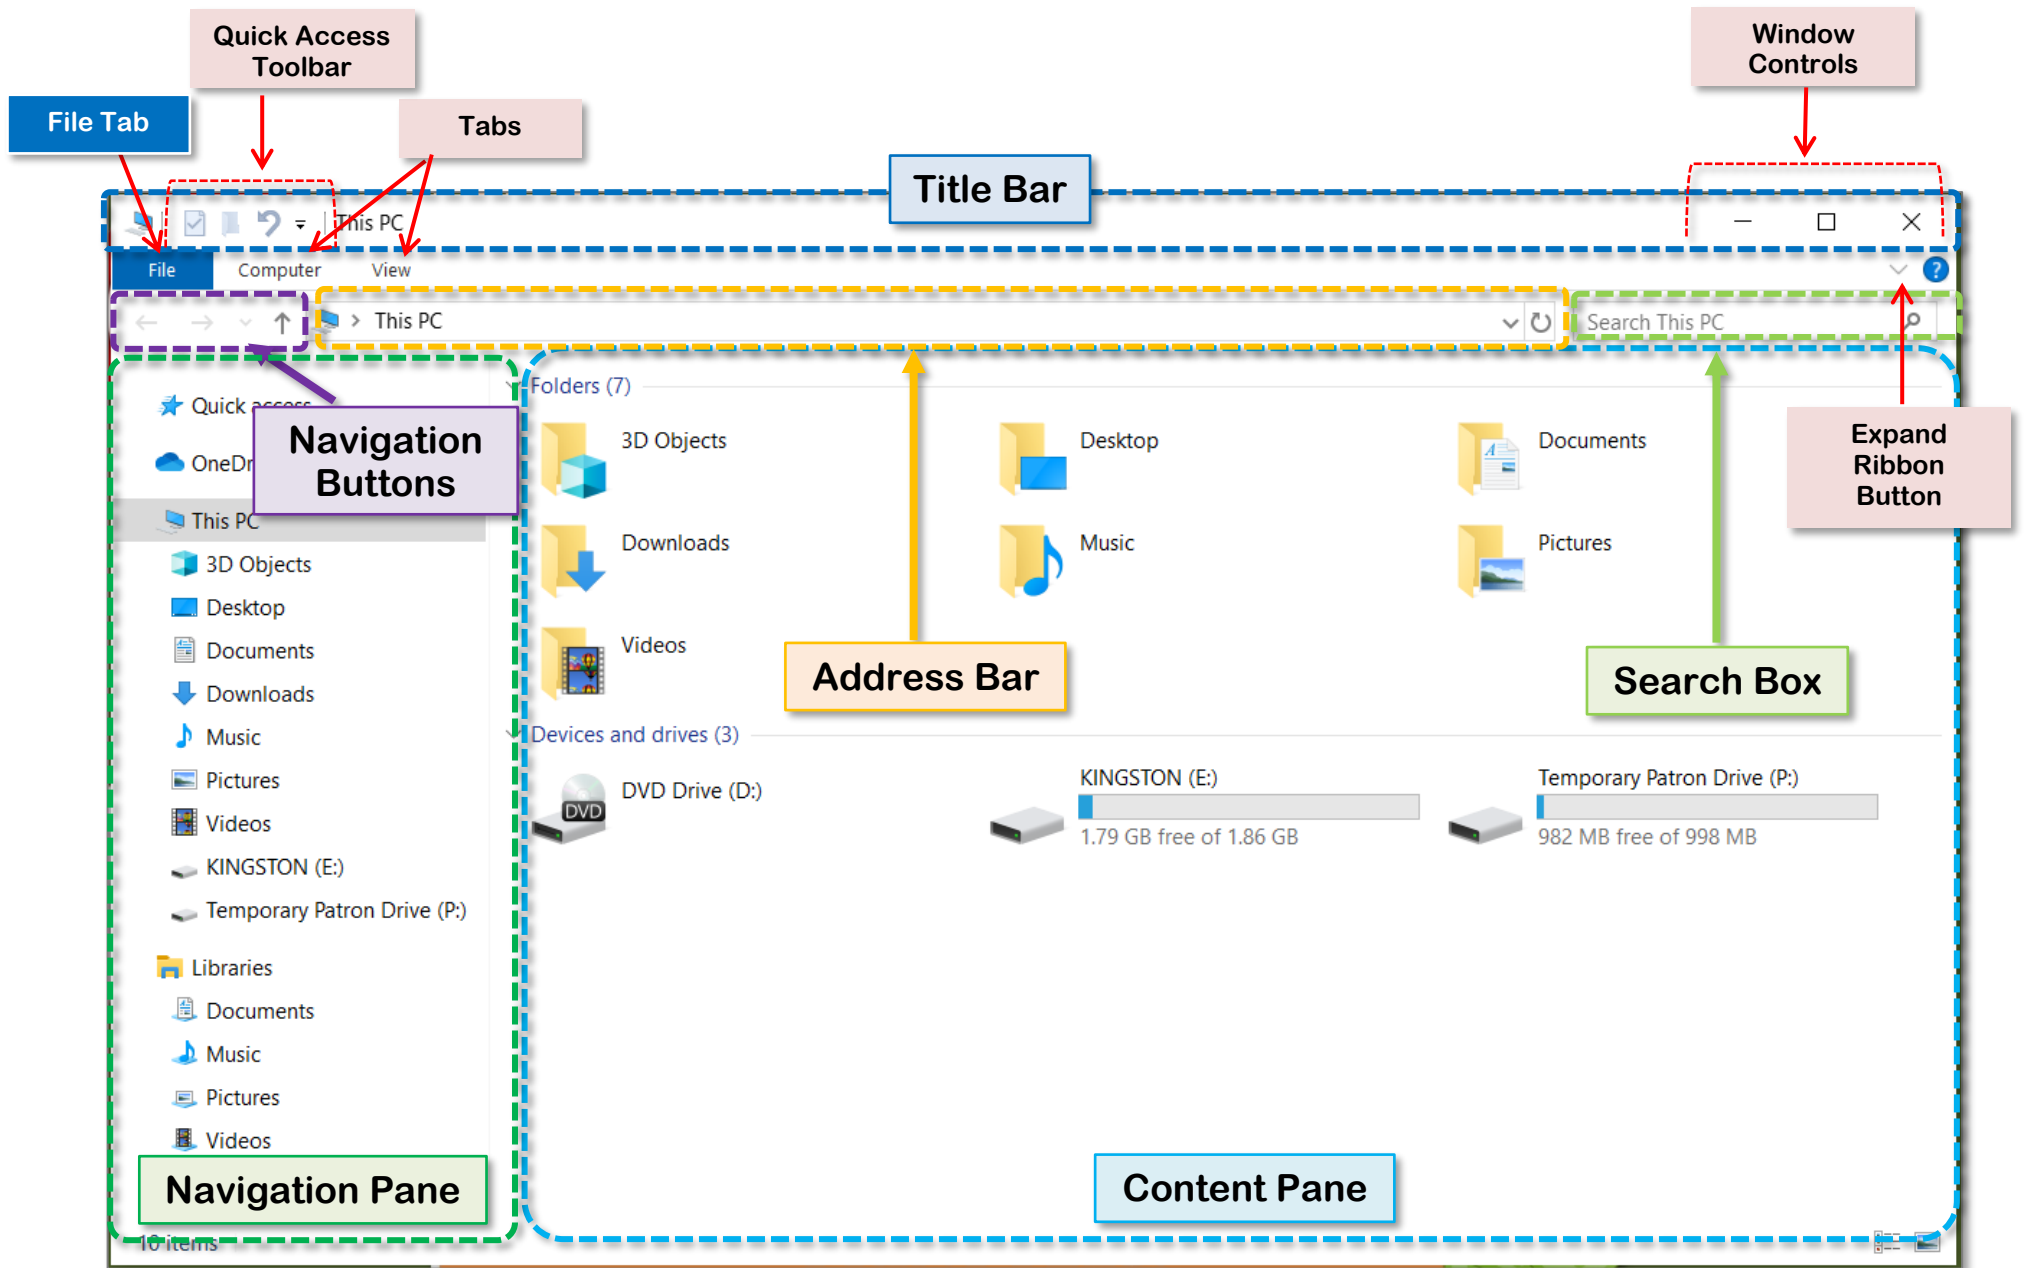 Quick Access
Toolbar
Window
Controls
File Tab
Tabs
Title Bar
This PC
File
Computer
View
?
This PC
Search This PC
Quick access
OneDr
This PC
3D Objects
Desktop
Documents
Downloads
Music
Pictures
Videos
KINGSTON (E:)
Temporary Patron Drive (P:)
Libraries
Documents
Music
Pictures
Videos
Navigation
Buttons
Navigation Pane
10 items
Folders (7)
3D Objects
Desktop
Documents
Downloads
Music
Pictures
Videos
Expand
Ribbon
Button
Address Bar
Search Box
Devices and drives (3)
DVD
DVD Drive (D:)
KINGSTON (E:)
1.79 GB free of 1.86 GB
Temporary Patron Drive (P:)
982 MB free of 998 MB
Content Pane